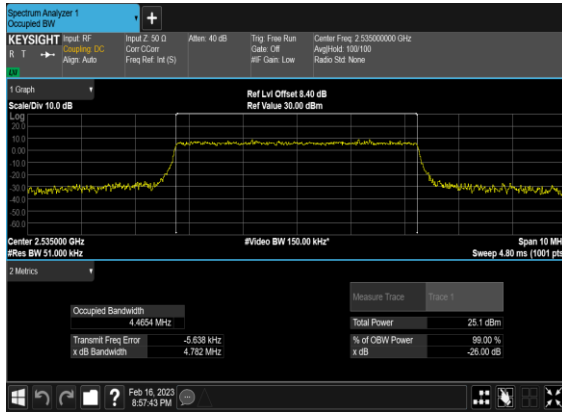 Spectrum Analyzer 1
Occupied BW
KEYSIGHT
R T
LU
Input: RF
Coupling: DC
Align: Auto
Input Z: 50 Ω
Corr CCorr
Freq Ref: Int (S)
Atten: 40 dB
Trig: Free Run
Gate: Off
#IF Gain: Low
Center Freq: 2.535000000 GHz
Avg|Hold: 100/100
Radio Std: None
1 Graph
Scale/Div 10.0 dB
Ref Lvl Offset 8.40 dB
Ref Value 30.00 dBm
Log
20.0
10.0
0.00
-10.0
-20.0
-30.0
-40.0
-50.0
-60.0
Center 2.535000 GHz
#Res BW 51.000 kHz
#Video BW 150.00 kHz*
Span 10 MH
Sweep 4.80 ms (1001 pts
2 Metrics
Measure Trace
Trace 1
Occupied Bandwidth
4.4654 MHz
Total Power
25.1 dBm
Transmit Freq Error
-5.638 kHz
% of OBW Power
99.00 %
x dB Bandwidth
4.782 MHz
x dB
-26.00 dB
?
Feb 16, 2023
8:57:43 PM